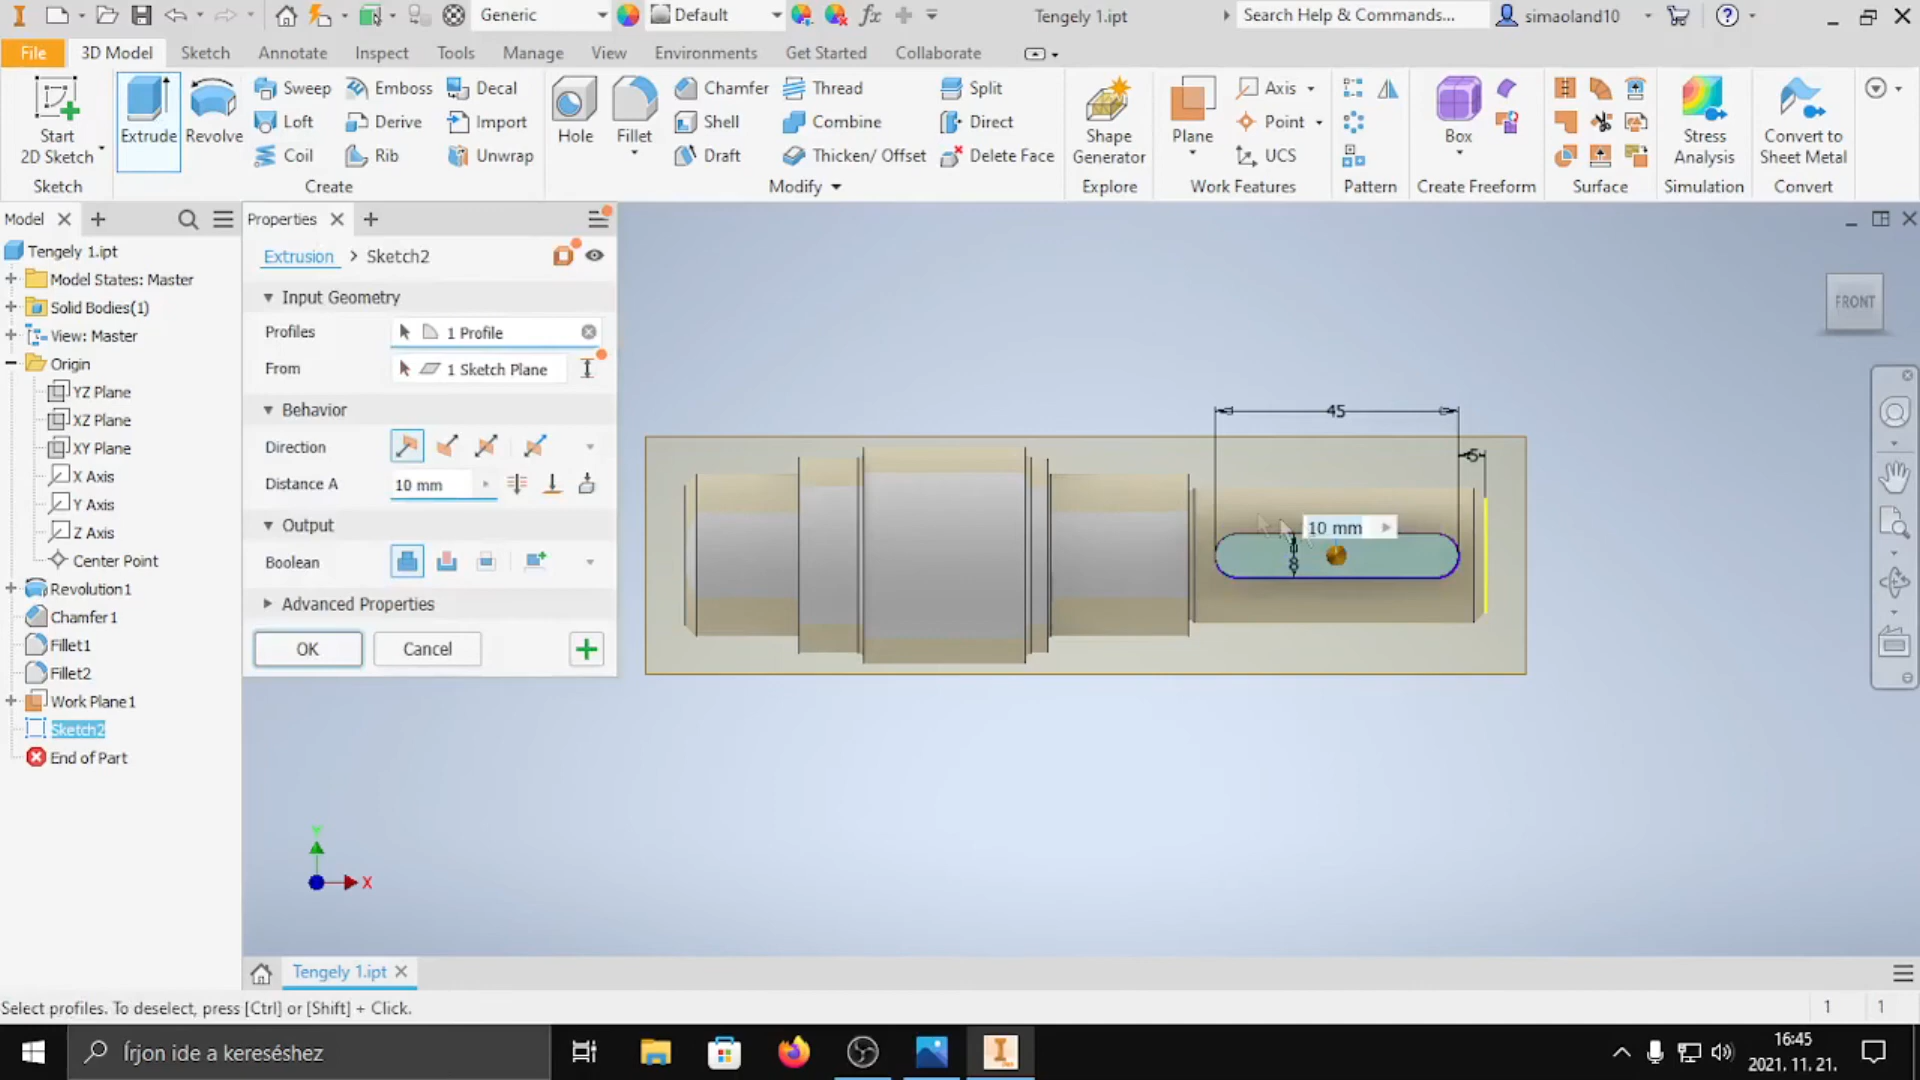 Generic
Default
Tengely 1.ipt
Search Help & Commands...
simaoland10
File
3D Model
Sketch
Annotate
Inspect
Tools
Manage
View
Environments
Get Started
Collaborate
Start
2D Sketch
Sketch
Extrude
Revolve
Sweep
Loft
Coil
Emboss
Derive
Rib
Decal
Import
Unwrap
Create
Hole
Fillet
Chamfer
Shell
Draft
Thread
Combine
Thicken/ Offset
Split
Direct
Delete Face
Modify
Shape
Generator
Explore
Plane
Axis
Point
UCS
Work Features
Pattern
Box
Create Freeform
Surface
Stress
Analysis
Simulation
Convert to
Sheet Metal
Convert
Model
Tengely 1.ipt
Model States: Master
Solid Bodies(1)
View: Master
Origin
YZ Plane
XZ Plane
XY Plane
X Axis
Y Axis
Z Axis
Center Point
Revolution1
Chamfer1
Fillet1
Fillet2
Work Plane1
Sketch2
End of Part
Properties
Extrusion > Sketch2
Input Geometry
Profiles
1 Profile
From
1 Sketch Plane
Behavior
Direction
Distance A
10 mm
Output
Boolean
Advanced Properties
OK
Cancel
45
5
10 mm
8
FRONT
Y
X
Tengely 1.ipt
Select profiles. To deselect, press [Ctrl] or [Shift] + Click.
1
1
Írjon ide a kereséshez
16:45
2021. 11. 21.